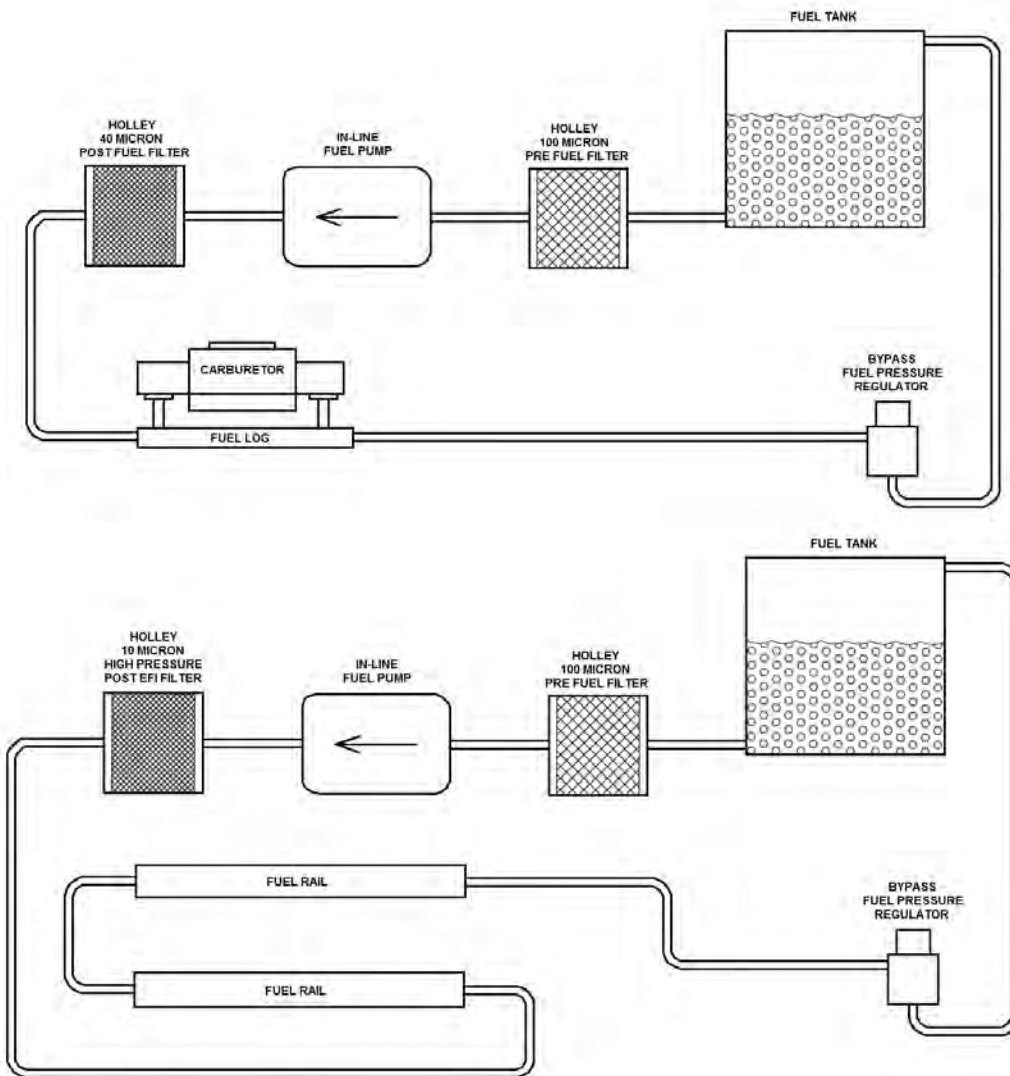 FUEL TANK
HOLLEY
40 MICRON
POST FUEL FILTER
IN-LINE
FUEL PUMP
HOLLEY
100 MICRON
PRE FUEL FILTER
CARBURETOR
FUEL LOG
BYPASS
FUEL PRESSURE
REGULATOR
FUEL TANK
HOLLEY
10 MICRON
HIGH PRESSURE
POST EFI FILTER
IN-LINE
FUEL PUMP
HOLLEY
100 MICRON
PRE FUEL FILTER
FUEL RAIL
BYPASS
FUEL PRESSURE
REGULATOR
FUEL RAIL